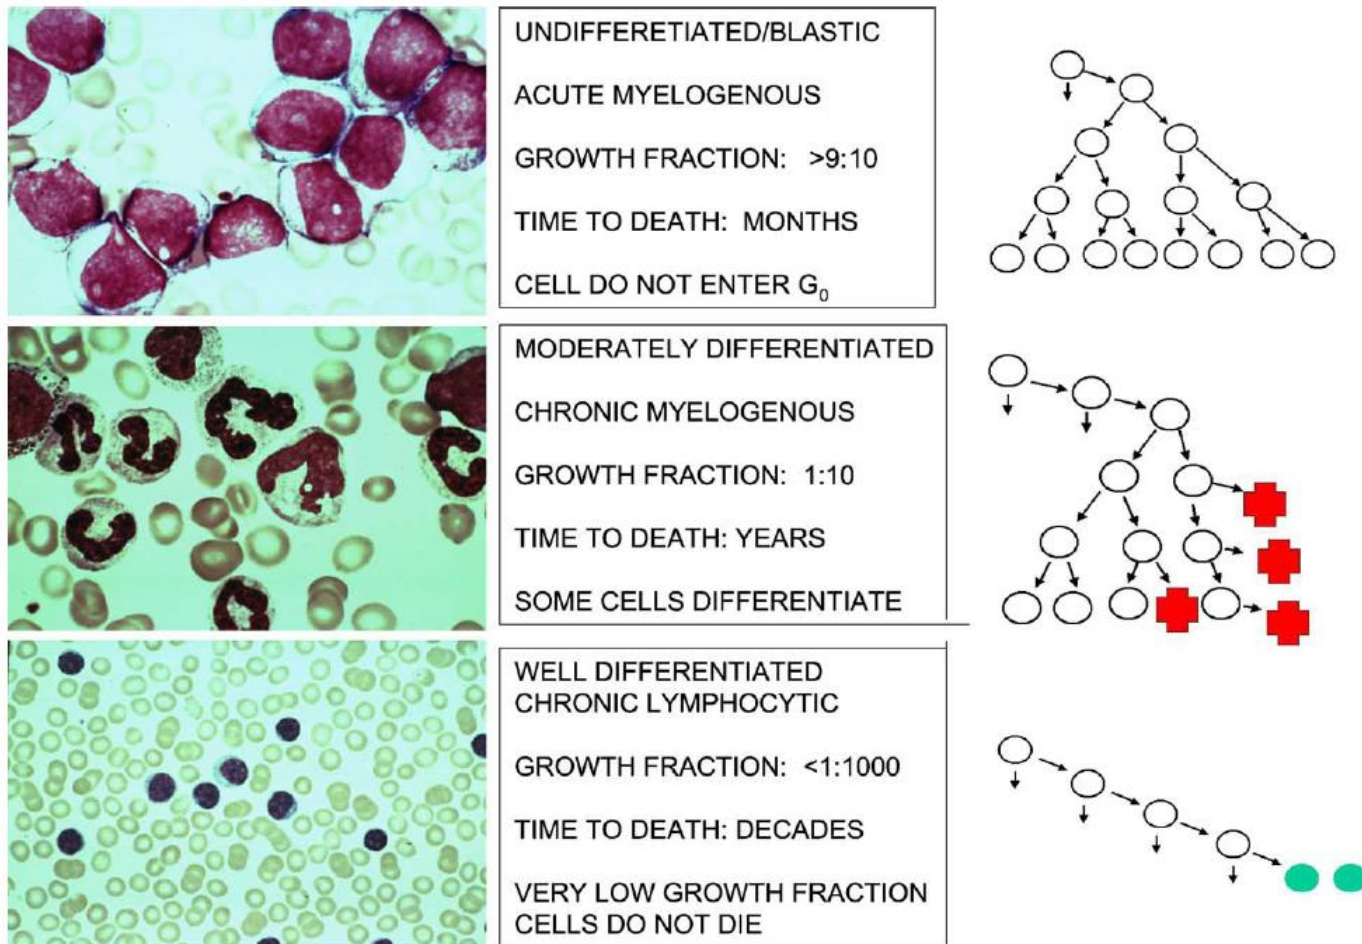 UNDIFFERETIATED/BLASTIC
ACUTE MYELOGENOUS
GROWTH FRACTION: >9:10
TIME TO DEATH: MONTHS
CELL DO NOT ENTER G₀
MODERATELY DIFFERENTIATED
CHRONIC MYELOGENOUS
GROWTH FRACTION: 1:10
TIME TO DEATH: YEARS
SOME CELLS DIFFERENTIATE
WELL DIFFERENTIATED
CHRONIC LYMPHOCYTIC
GROWTH FRACTION: <1:1000
TIME TO DEATH: DECADES
VERY LOW GROWTH FRACTION
CELLS DO NOT DIE